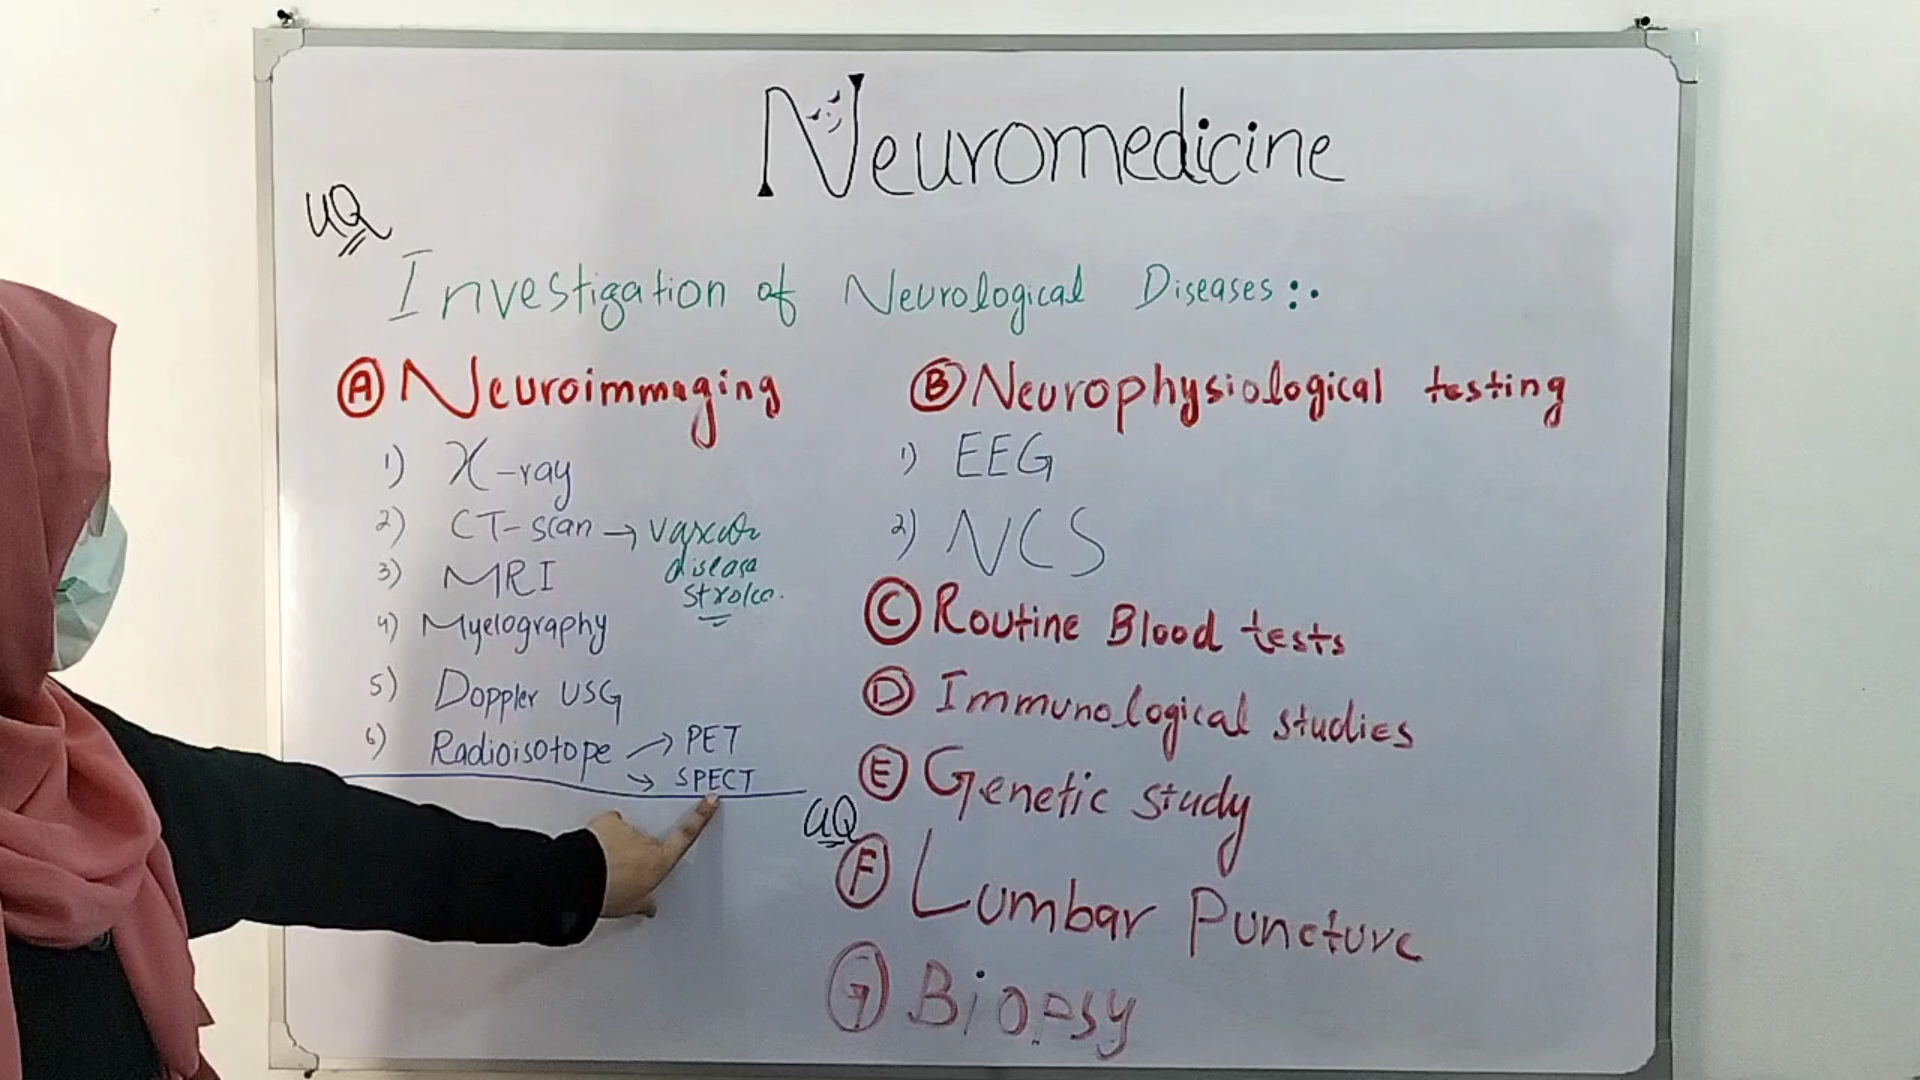 Neuromedicine
UQ
Investigation of Neurological Diseases:.
A Neuroimmaging
1) X-ray
2) CT-scan → vascular
disease
stroke.
3) MRI
4) Myelography
5) Doppler USG
6) Radioisotope → PET
→ SPECT
B Neurophysiological testing
1) EEG
2) NCS
C Routine Blood tests
D Immunological studies
E Genetic study
UQ
F Lumbar Puncture
G Biopsy